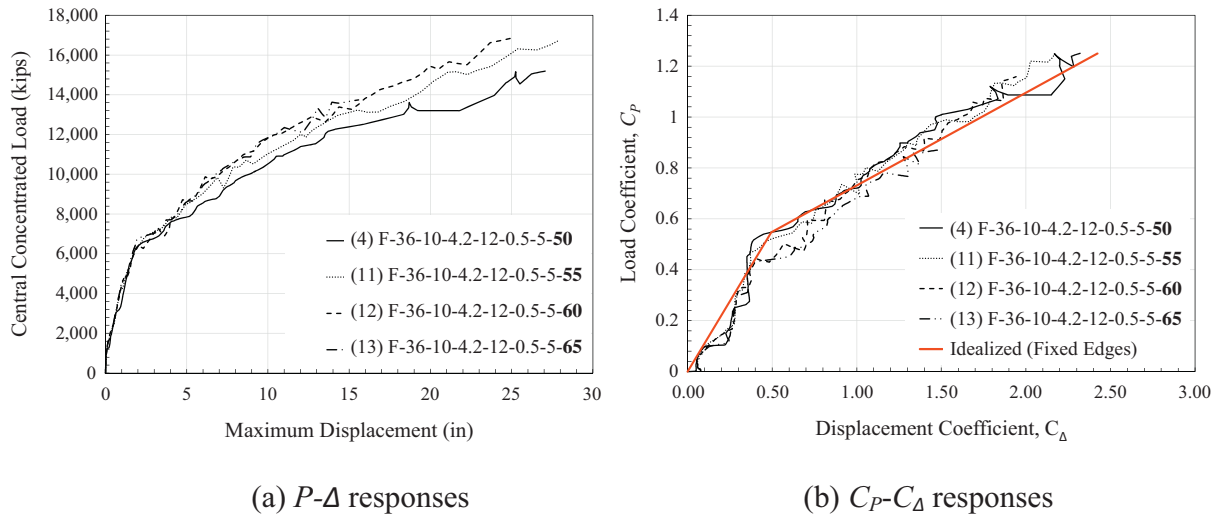 18,000
16,000
14,000
12,000
10,000
8,000
6,000
4,000
2,000
0
Central Concentrated Load (kips)
0 5 10 15 20 25 30
Maximum Displacement (in)
(4) F-36-10-4.2-12-0.5-5-50
(11) F-36-10-4.2-12-0.5-5-55
(12) F-36-10-4.2-12-0.5-5-60
(13) F-36-10-4.2-12-0.5-5-65
(a) P-Δ responses
1.4
1.2
1
0.8
0.6
0.4
0.2
0
Load Coefficient, CP
0.00 0.50 1.00 1.50 2.00 2.50 3.00
Displacement Coefficient, CΔ
(4) F-36-10-4.2-12-0.5-5-50
(11) F-36-10-4.2-12-0.5-5-55
(12) F-36-10-4.2-12-0.5-5-60
(13) F-36-10-4.2-12-0.5-5-65
Idealized (Fixed Edges)
(b) CP-CΔ responses